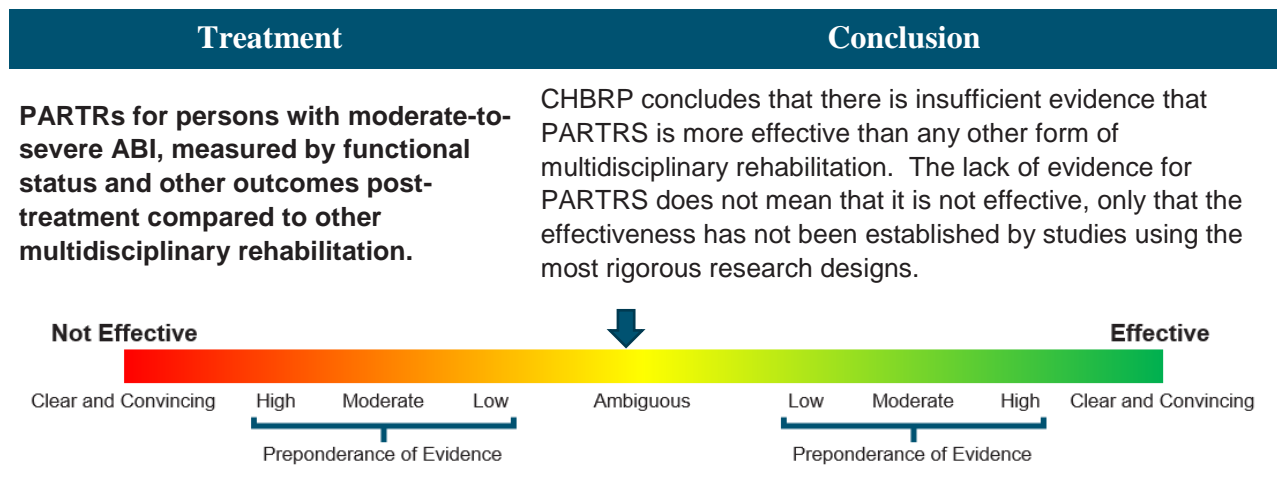 Treatment
Conclusion
PARTRs for persons with moderate-to-
severe ABI, measured by functional
status and other outcomes post-
treatment compared to other
multidisciplinary rehabilitation.
CHBRP concludes that there is insufficient evidence that
PARTRS is more effective than any other form of
multidisciplinary rehabilitation.  The lack of evidence for
PARTRS does not mean that it is not effective, only that the
effectiveness has not been established by studies using the
most rigorous research designs.
Not Effective
Effective
Clear and Convincing
High
Moderate
Low
Ambiguous
Low
Moderate
High
Clear and Convincing
Preponderance of Evidence
Preponderance of Evidence